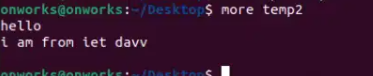 onworks@onworks:~/Desktop$ more temp2
hello
i am from iet davv
onworks@onworks:~/Desktop$